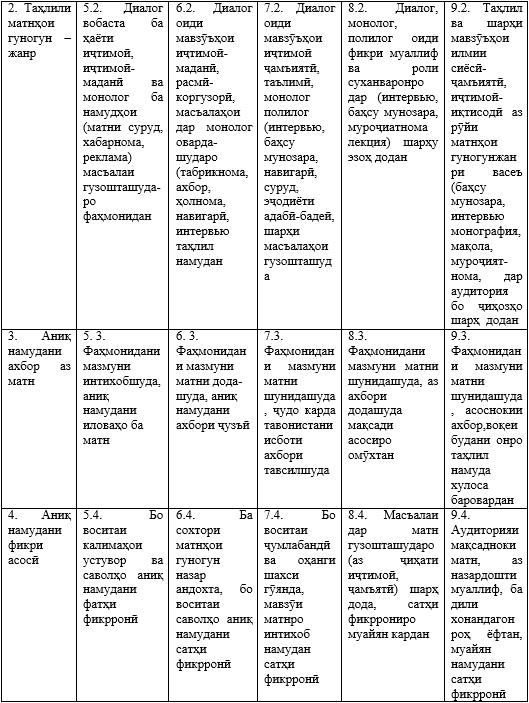 2. Таҳлили
матнҳои
гуногун –
жанр
5.2. Диалог
вобаста ба
ҳаёти
иҷтимоӣ,
иҷтимоӣ-
маданӣ ва
монолог ба
намудҳои
(матни суруд,
хабарнома,
реклама)
масъалаи
гузошташуда-
ро
фаҳмонидан
6.2. Диалог
оиди
мавзӯъҳои
иҷтимоӣ-
маданӣ,
расмӣ-
коргузорӣ,
масъалаҳои
дар монолог
оварда-
шударо
(табрикнома,
ахбор,
ҳолнома,
навигарӣ,
интервью
таҳлил
намудан
7.2. Диалог
оиди
мавзӯъҳои
иҷтимоӣ
ҷамъиятӣ,
таълимӣ,
монолог
полилог
(интервью,
баҳсу
мунозара,
навигарӣ,
суруд,
эҷодиёти
адабӣ-бадеӣ,
шарҳи
масъалаҳои
гузошташуд
а
8.2. Диалог,
монолог,
полилог оиди
фикри муаллиф
ва роли
суханваронро
дар (интервью,
баҳсу мунозара,
муроҷиатнома
лекция) шарҳу
эзоҳ додан
9.2. Таҳлил
ва шарҳи
мавзӯъҳои
илмии
сиёсӣ-
ҷамъиятӣ,
иҷтимоӣ-
иқтисодӣ аз
рӯйи
матнҳои
гуногунжан
ри васеъ
(баҳсу
мунозара,
интервью
монография,
мақола,
муроҷият-
нома, дар
аудитория
бо ҷиҳозҳо
шарҳ додан
3. Аниқ
намудани
ахбор аз
матн
5. 3.
Фаҳмонидани
мазмуни
интихобшуда,
аниқ
намудани
иловаҳо ба
матн
6. 3.
Фаҳмонидан
и мазмуни
матни дода-
шуда, аниқ
намудани
ахбори ҷузъӣ
7.3.
Фаҳмонидан
и мазмуни
матни
шунидашуда
, ҷудо карда
тавонистани
исботи
ахбори
тавсилшуда
8.3.
Фаҳмонидани
мазмуни матни
шунидашуда, аз
ахбори
додашуда
мақсади
асосиро
омӯхтан
9.3.
Фаҳмонидан
и мазмуни
матни
шунидашуда
, асоснокии
ахбор,воқеи
будани онро
таҳлил
намуда
хулоса
баровардан
4. Аниқ
намудани
фикри
асосӣ
5.4. Бо
воситаи
калимаҳои
устувор ва
саволҳо аниқ
намудани
фатҳи
фикрронӣ
6.4. Ба
сохтори
матнҳои
гуногун
назар
андохта, бо
воситаи
саволҳо аниқ
намудани
сатҳи
фикрронӣ
7.4. Бо
воситаи
ҷумлабандӣ
ва оҳанги
шахси
гӯянда,
мавзӯи
матнро
интихоб
намудан
сатҳи
фикрронӣ
8.4. Масъалаи
дар матн
гузошташударо
(аз ҷиҳати
иҷтимоӣ,
ҷамъятӣ) шарҳ
дода, сатҳи
фикррониро
муайян кардан
9.4.
Аудиторияи
мақсадноки
матн, аз
назардошти
муаллиф, ба
дили
хонандагон
роҳ ёфтан,
муайян
намудани
сатҳи
фикрронӣ